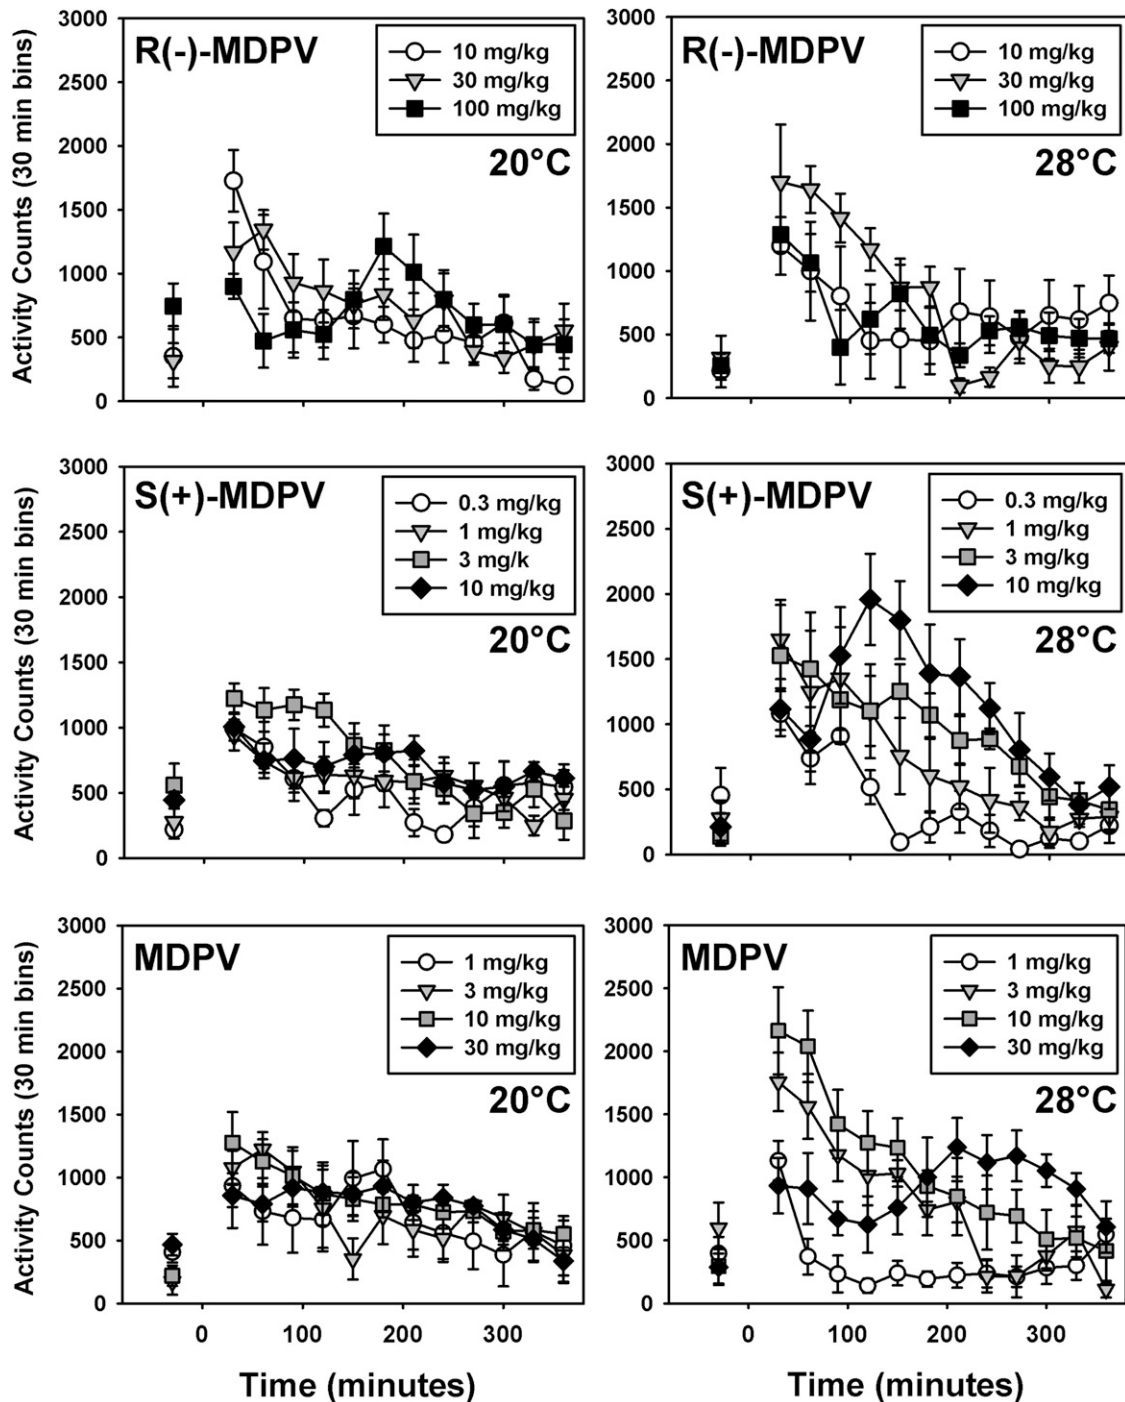 R(-)-MDPV
10 mg/kg
30 mg/kg
100 mg/kg
20°C
3000
2500
2000
1500
1000
500
0
Activity Counts (30 min bins)
R(-)-MDPV
10 mg/kg
30 mg/kg
100 mg/kg
28°C
3000
2500
2000
1500
1000
500
0
S(+)-MDPV
0.3 mg/kg
1 mg/kg
3 mg/k
10 mg/kg
20°C
3000
2500
2000
1500
1000
500
0
Activity Counts (30 min bins)
S(+)-MDPV
0.3 mg/kg
1 mg/kg
3 mg/kg
10 mg/kg
28°C
3000
2500
2000
1500
1000
500
0
MDPV
1 mg/kg
3 mg/kg
10 mg/kg
30 mg/kg
20°C
3000
2500
2000
1500
1000
500
0
Activity Counts (30 min bins)
0 100 200 300
Time (minutes)
MDPV
1 mg/kg
3 mg/kg
10 mg/kg
30 mg/kg
28°C
3000
2500
2000
1500
1000
500
0
0 100 200 300
Time (minutes)